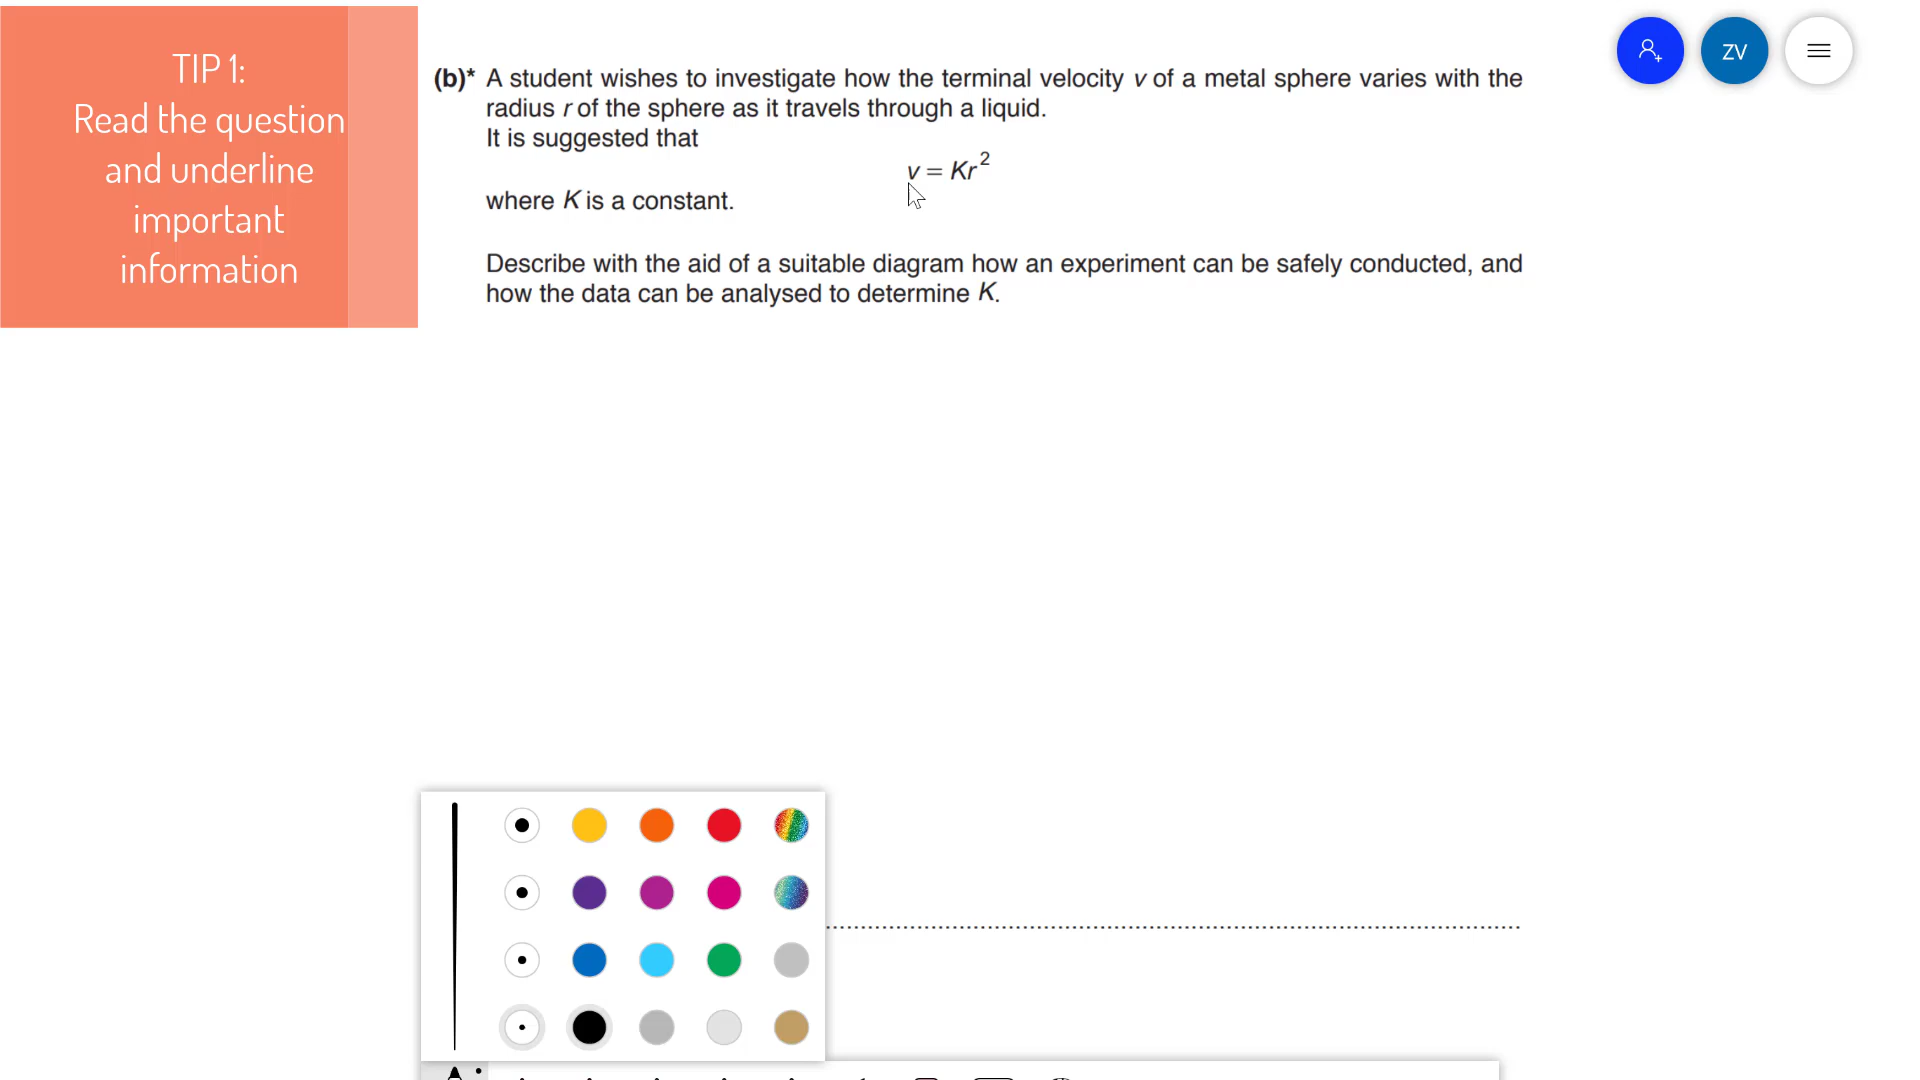 TIP 1:
Read the question
and underline
important
information
(b)* A student wishes to investigate how the terminal velocity v of a metal sphere varies with the
radius r of the sphere as it travels through a liquid.
It is suggested that
v = Kr²
where K is a constant.
Describe with the aid of a suitable diagram how an experiment can be safely conducted, and
how the data can be analysed to determine K.
ZV